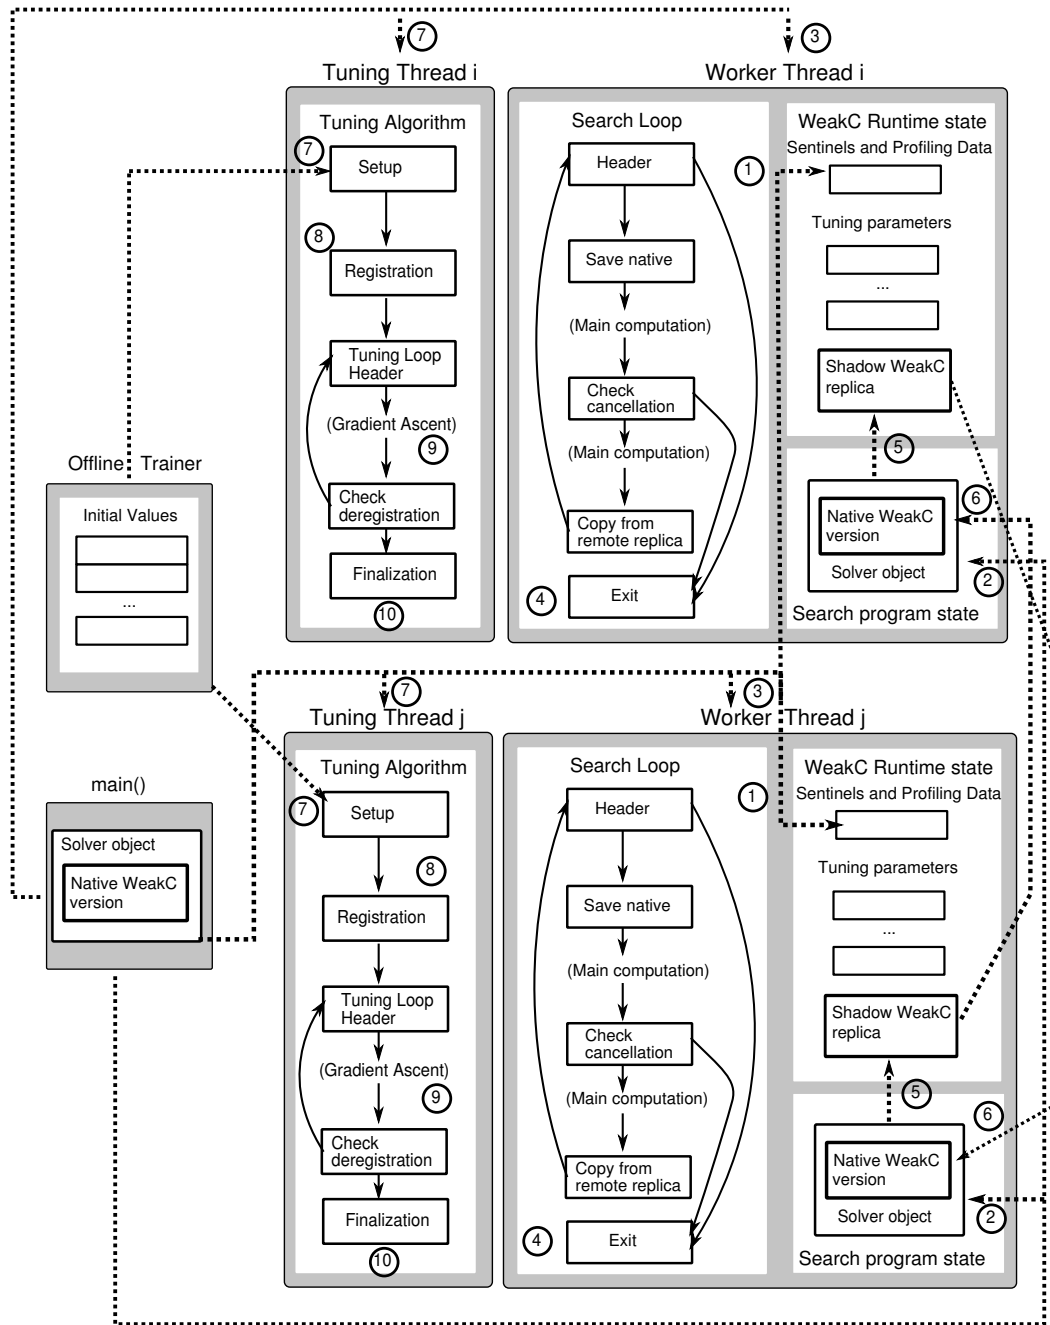 7
3
Tuning Thread i
Worker Thread i
Tuning Algorithm
7
Setup
8
Registration
Tuning Loop
Header
(Gradient Ascent)
9
Check
deregistration
Finalization
10
Search Loop
Header
Save native
(Main computation)
Check
cancellation
(Main computation)
Copy from
remote replica
4
Exit
1
WeakC Runtime state
Sentinels and Profiling Data
Tuning parameters
...
Shadow WeakC
replica
5
6
Native WeakC
version
Solver object
2
Search program state
Offline Trainer
Initial Values
...
main()
Solver object
Native WeakC
version
7
3
Tuning Thread j
Worker Thread j
Tuning Algorithm
7
Setup
8
Registration
Tuning Loop
Header
(Gradient Ascent)
9
Check
deregistration
Finalization
10
Search Loop
Header
Save native
(Main computation)
Check
cancellation
(Main computation)
Copy from
remote replica
4
Exit
1
WeakC Runtime state
Sentinels and Profiling Data
Tuning parameters
...
Shadow WeakC
replica
5
6
Native WeakC
version
Solver object
2
Search program state